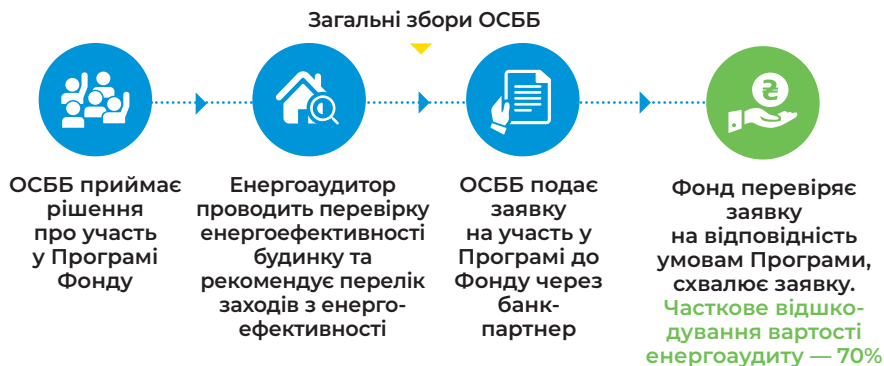 Загальні збори ОСББ
ОСББ приймає
рішення
про участь
у Програмі
Фонду
Енергоаудитор
проводить перевірку
енергоефективності
будинку та
рекомендує перелік
заходів з енерго-
ефективності
ОСББ подає
заявку
на участь у
Програмі до
Фонду через
банк-
партнер
Фонд перевіряє
заявку
на відповідність
умовам Програми,
схвалює заявку.
Часткове відшко-
дування вартості
енергоаудиту — 70%